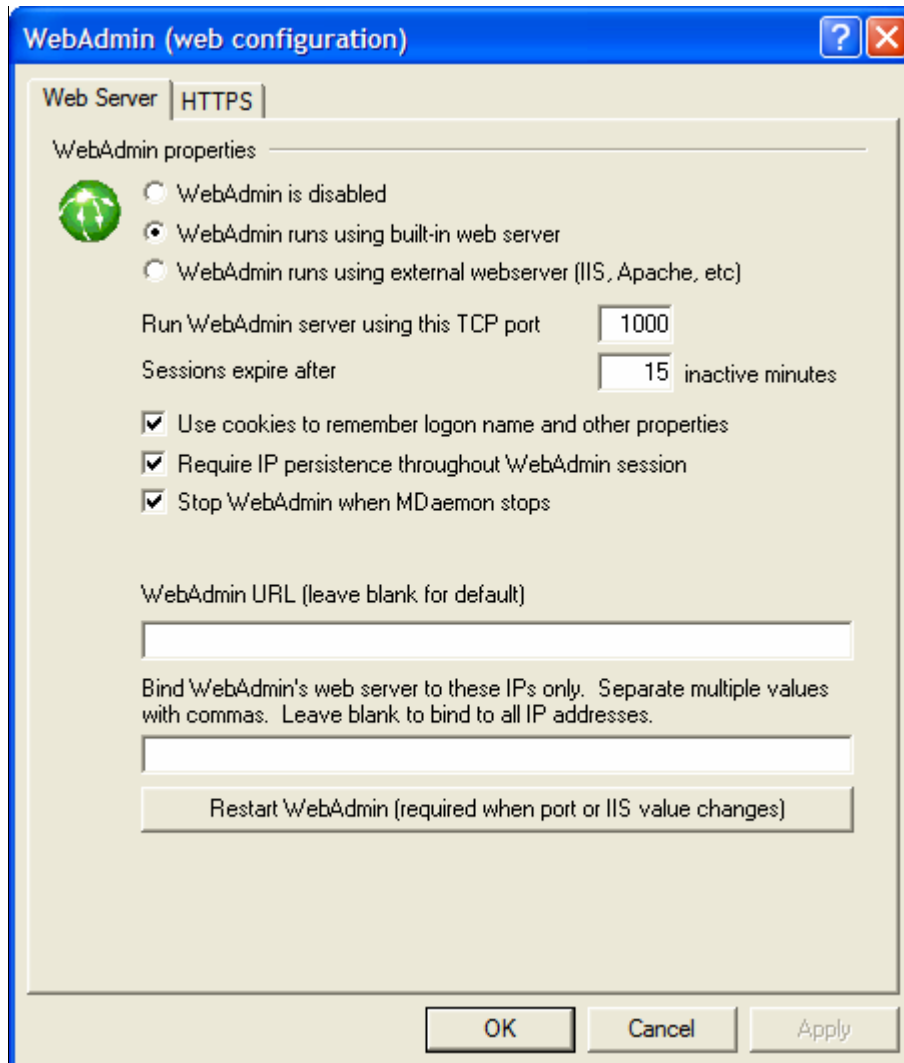 WebAdmin (web configuration)
Web Server
HTTPS
WebAdmin properties
WebAdmin is disabled
WebAdmin runs using built-in web server
WebAdmin runs using external webserver (IIS, Apache, etc)
Run WebAdmin server using this TCP port 1000
Sessions expire after 15 inactive minutes
Use cookies to remember logon name and other properties
Require IP persistence throughout WebAdmin session
Stop WebAdmin when MDaemon stops
WebAdmin URL (leave blank for default)
Bind WebAdmin's web server to these IPs only. Separate multiple values
with commas. Leave blank to bind to all IP addresses.
Restart WebAdmin (required when port or IIS value changes)
OK Cancel Apply